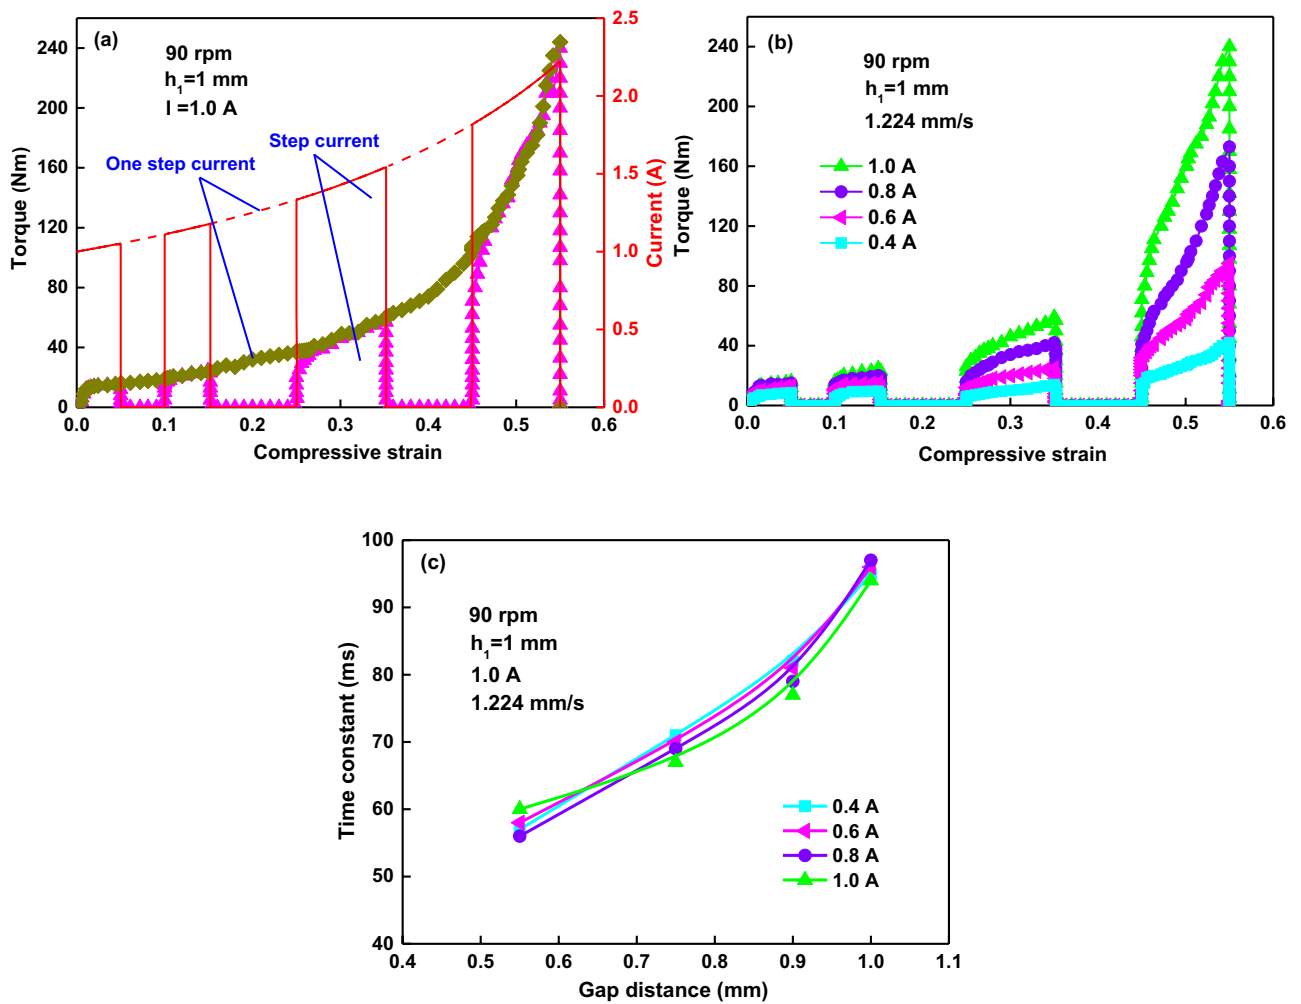 (a)
90 rpm
h1=1 mm
I =1.0 A
Step current
One step current
240
200
160
120
80
40
0
Torque (Nm)
2.5
2.0
1.5
1.0
0.5
0.0
Current (A)
0.0 0.1 0.2 0.3 0.4 0.5 0.6
Compressive strain
(b)
90 rpm
h1=1 mm
1.224 mm/s
1.0 A
0.8 A
0.6 A
0.4 A
240
200
160
120
80
40
0
Torque (Nm)
0.0 0.1 0.2 0.3 0.4 0.5 0.6
Compressive strain
(c)
90 rpm
h1=1 mm
1.0 A
1.224 mm/s
0.4 A
0.6 A
0.8 A
1.0 A
100
90
80
70
60
50
40
Time constant (ms)
0.4 0.5 0.6 0.7 0.8 0.9 1.0 1.1
Gap distance (mm)